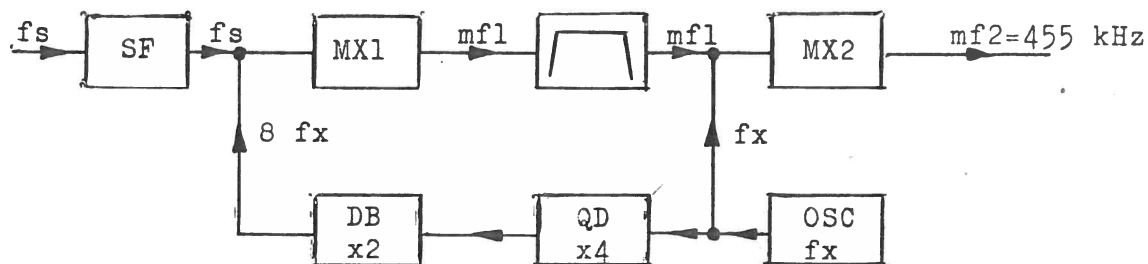 fs
SF
fs
MX1
mf1
mf1
MX2
mf2=455 kHz
8 fx
fx
DB
x2
QD
x4
OSC
fx